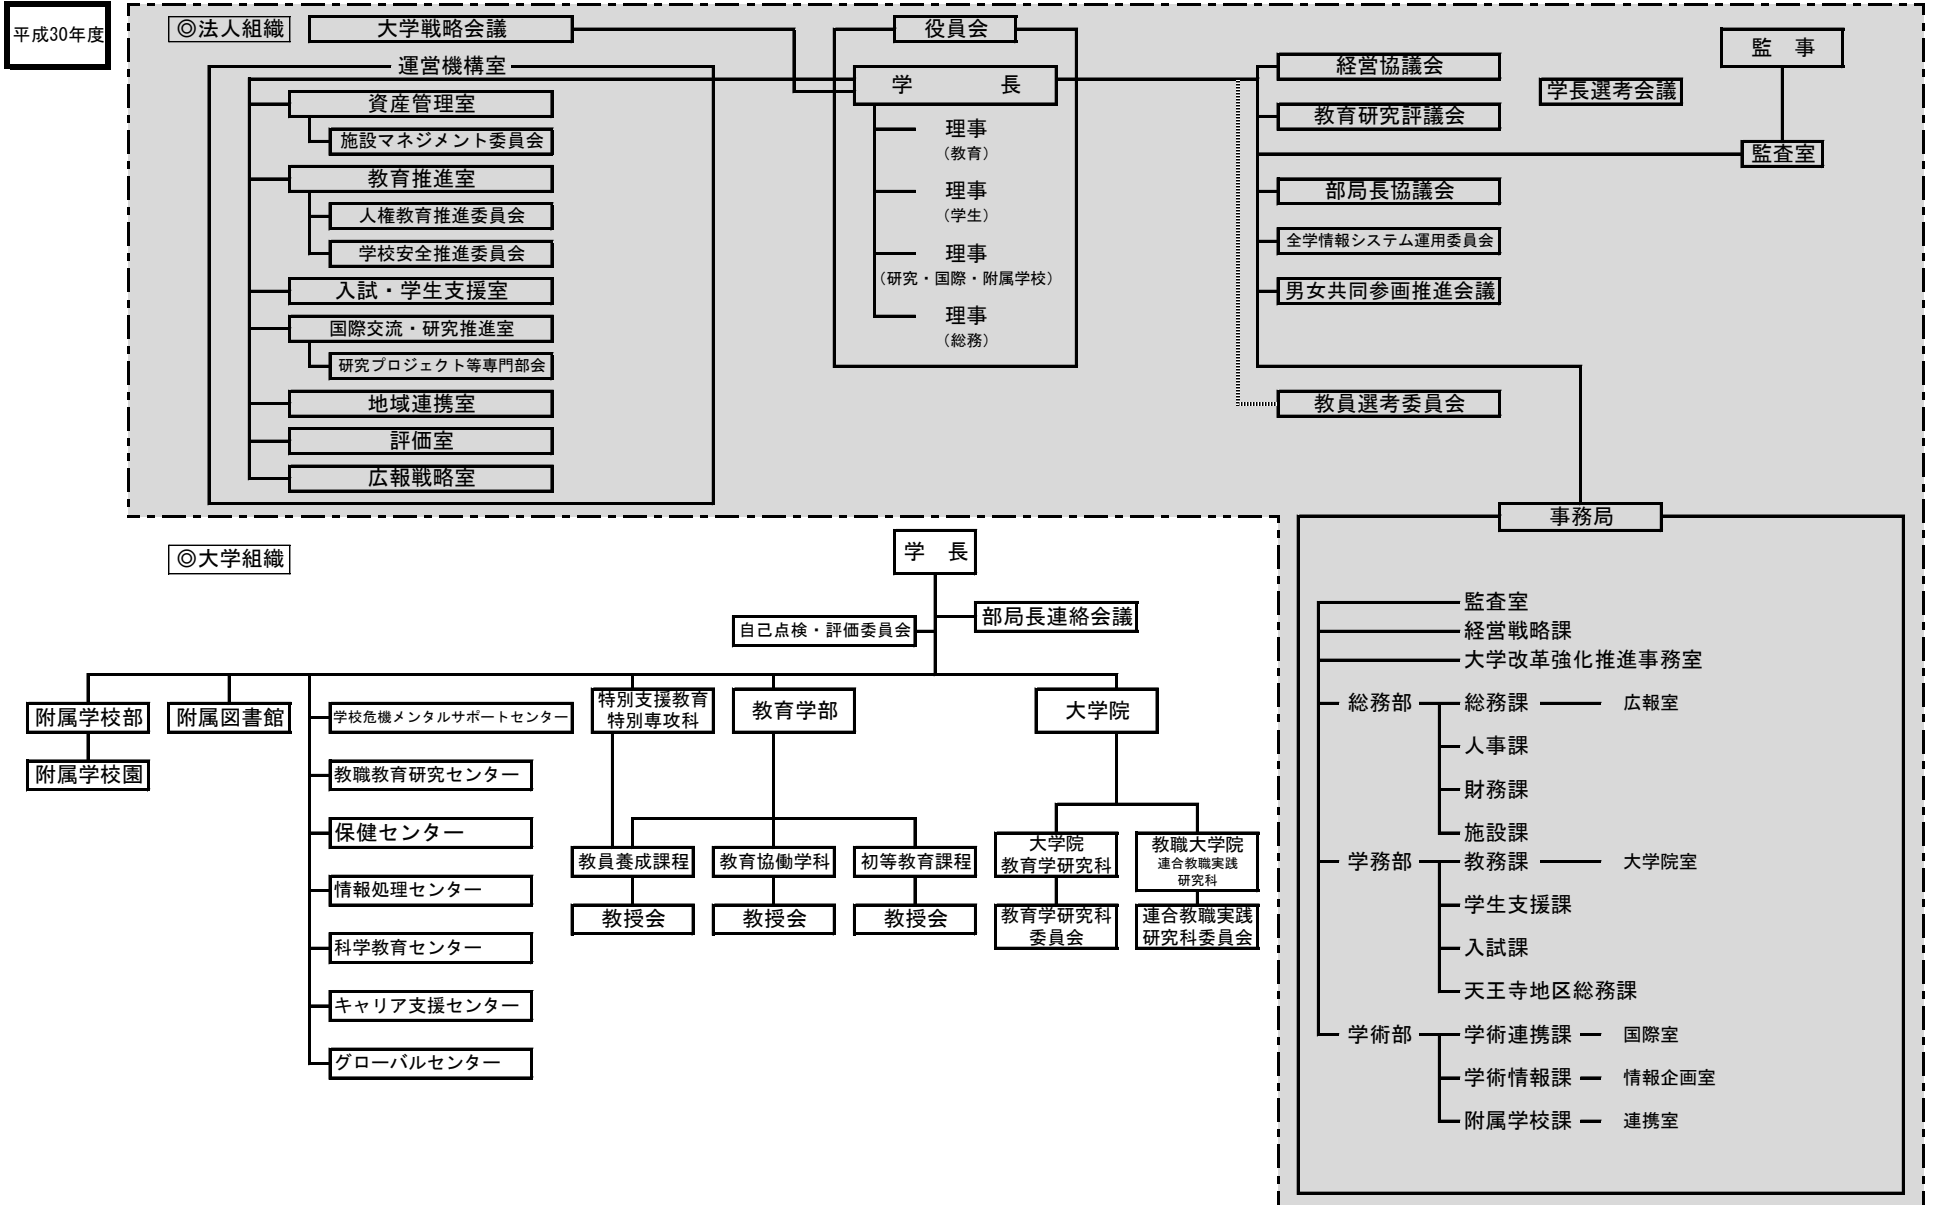 平成30年度
◎法人組織
大学戦略会議
役員会
監　事
運営機構室
学　長
経営協議会
学長選考会議
資産管理室
教育研究評議会
施設マネジメント委員会
理事
（教育）
監査室
教育推進室
理事
（学生）
部局長協議会
人権教育推進委員会
学校安全推進委員会
理事
（研究・国際・附属学校）
全学情報システム運用委員会
入試・学生支援室
男女共同参画推進会議
国際交流・研究推進室
理事
（総務）
研究プロジェクト等専門部会
地域連携室
教員選考委員会
評価室
広報戦略室
事務局
監査室
経営戦略課
大学改革強化推進事務室
総務部
総務課
広報室
人事課
財務課
施設課
学務部
教務課
大学院室
学生支援課
入試課
天王寺地区総務課
学術部
学術連携課
国際室
学術情報課
情報企画室
附属学校課
連携室
◎大学組織
学　長
部局長連絡会議
自己点検・評価委員会
附属学校部
附属学校園
附属図書館
学校危機メンタルサポートセンター
教職教育研究センター
保健センター
情報処理センター
科学教育センター
キャリア支援センター
グローバルセンター
特別支援教育
特別専攻科
教育学部
大学院
教員養成課程
教育協働学科
初等教育課程
教授会
教授会
教授会
大学院
教育学研究科
教育学研究科
委員会
教職大学院
連合教職実践
研究科
連合教職実践
研究科委員会